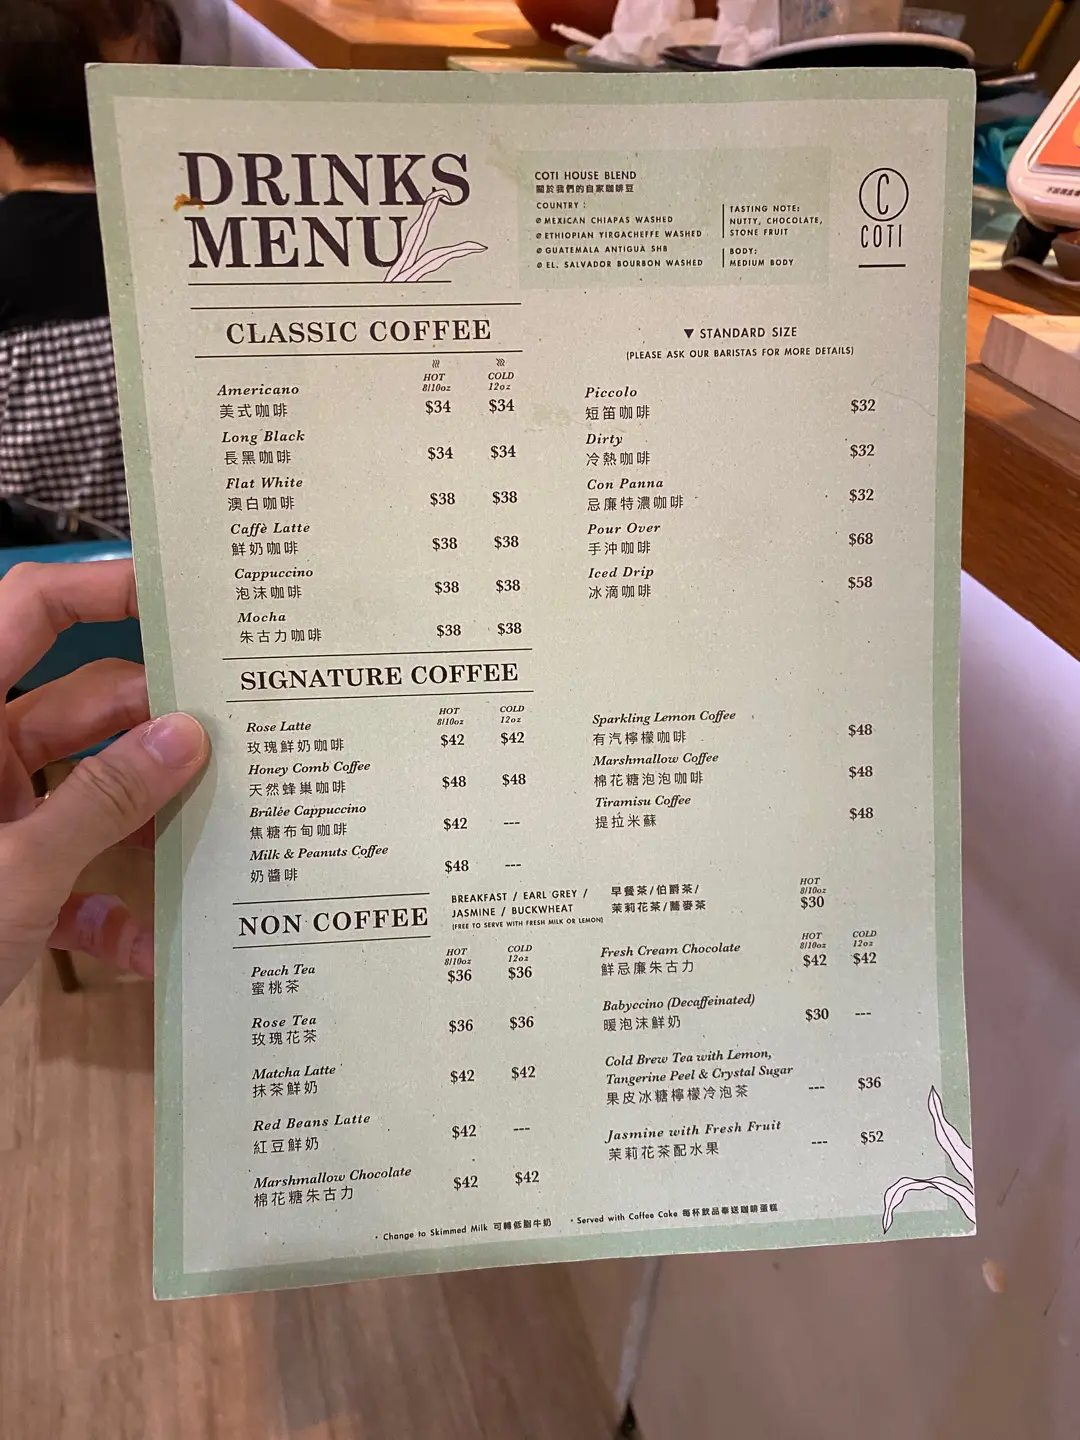 DRINKS
MENU
COTI HOUSE BLEND
關於我們的自家咖啡豆
COUNTRY :
MEXICAN CHIAPAS WASHED
ETHIOPIAN YIRGACHEFFE WASHED
GUATEMALA ANTIGUA SHB
EL. SALVADOR BOURBON WASHED
TASTING NOTE:
NUTTY, CHOCOLATE,
STONE FRUIT
BODY:
MEDIUM BODY
C
COTI
CLASSIC COFFEE
HOT COLD
8/10oz 12oz
Americano
美式咖啡 $34 $34
Long Black
長黑咖啡 $34 $34
Flat White
澳白咖啡 $38 $38
Caffè Latte
鮮奶咖啡 $38 $38
Cappuccino
泡沫咖啡 $38 $38
Mocha
朱古力咖啡 $38 $38
▼ STANDARD SIZE
(PLEASE ASK OUR BARISTAS FOR MORE DETAILS)
Piccolo
短笛咖啡 $32
Dirty
冷熱咖啡 $32
Con Panna
忌廉特濃咖啡 $32
Pour Over
手沖咖啡 $68
Iced Drip
冰滴咖啡 $58
SIGNATURE COFFEE
HOT COLD
8/10oz 12oz
Rose Latte
玫瑰鮮奶咖啡 $42 $42
Honey Comb Coffee
天然蜂巢咖啡 $48 $48
Brûlée Cappuccino
焦糖布甸咖啡 $42 ---
Milk & Peanuts Coffee
奶醬啡 $48 ---
Sparkling Lemon Coffee
有汽檸檬咖啡 $48
Marshmallow Coffee
棉花糖泡泡咖啡 $48
Tiramisu Coffee
提拉米蘇 $48
NON COFFEE
BREAKFAST / EARL GREY /
JASMINE / BUCKWHEAT
(FREE TO SERVE WITH FRESH MILK OR LEMON)
早餐茶/伯爵茶/
茉莉花茶/蕎麥茶
HOT
8/10oz
$30
HOT COLD
8/10oz 12oz
Peach Tea
蜜桃茶 $36 $36
Rose Tea
玫瑰花茶 $36 $36
Matcha Latte
抹茶鮮奶 $42 $42
Red Beans Latte
紅豆鮮奶 $42 ---
Marshmallow Chocolate
棉花糖朱古力 $42 $42
HOT COLD
8/10oz 12oz
Fresh Cream Chocolate
鮮忌廉朱古力 $42 $42
Babyccino (Decaffeinated)
暖泡沫鮮奶 $30 ---
Cold Brew Tea with Lemon,
Tangerine Peel & Crystal Sugar
果皮冰糖檸檬冷泡茶 --- $36
Jasmine with Fresh Fruit
茉莉花茶配水果 --- $52
· Change to Skimmed Milk 可轉低脂牛奶 · Served with Coffee Cake 每杯飲品奉送咖啡蛋糕